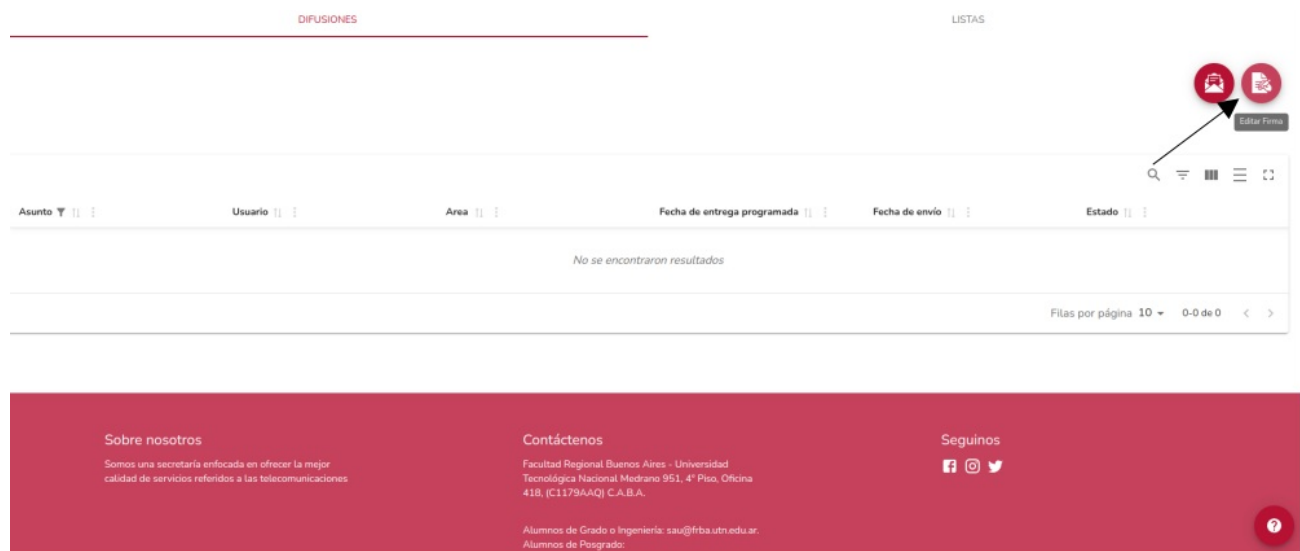 DIFUSIONES
LISTAS
Editar Firma
Asunto Usuario Area Fecha de entrega programada Fecha de envío Estado
No se encontraron resultados
Filas por página 10 0-0 de 0
Sobre nosotros
Somos una secretaría enfocada en ofrecer la mejor
calidad de servicios referidos a las telecomunicaciones
Contáctenos
Facultad Regional Buenos Aires - Universidad
Tecnológica Nacional Medrano 951, 4° Piso, Oficina
418, (C1179AAQ) C.A.B.A.
Alumnos de Grado o Ingeniería: sau@frba.utn.edu.ar.
Alumnos de Posgrado:
Seguinos